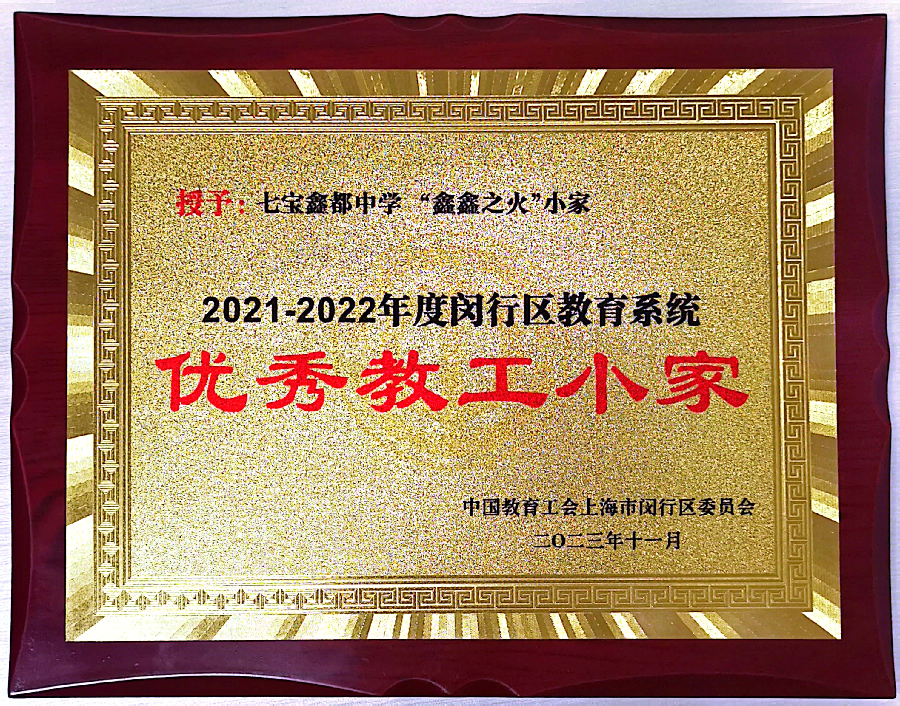 授予：七宝鑫都中学 “鑫鑫之火”小家
2021-2022年度闵行区教育系统
优秀教工小家
中国教育工会上海市闵行区委员会
二〇二三年十一月